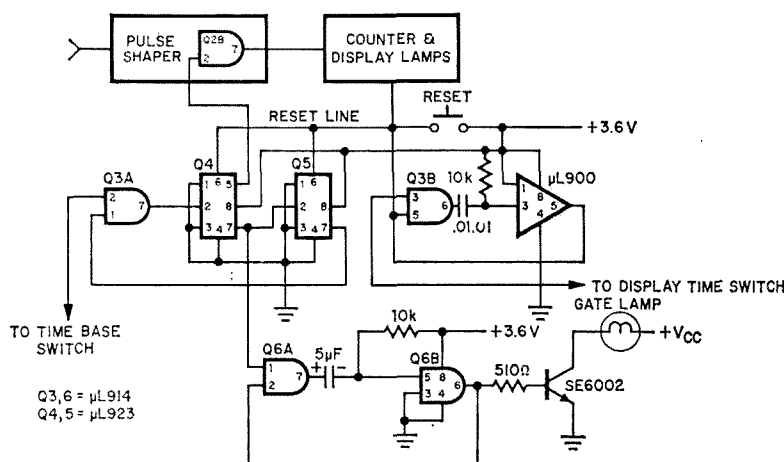 PULSE SHAPER
Q2B
2 7
COUNTER & DISPLAY LAMPS
RESET
RESET LINE
+3.6V
Q3A
2 1 7
Q4
1 6 5 2 8 3 4 7
Q5
1 6 2 8 3 4 7
Q3B
3 5 6
10k
.01.01
µL900
1 8 3 5 4
TO TIME BASE SWITCH
TO DISPLAY TIME SWITCH
GATE LAMP
+VCC
10k
+3.6V
Q6A
1 2 7
5µF
+ −
Q6B
5 8 3 4 6
510Ω
SE6002
Q3,6 = µL914
Q4,5 = µL923